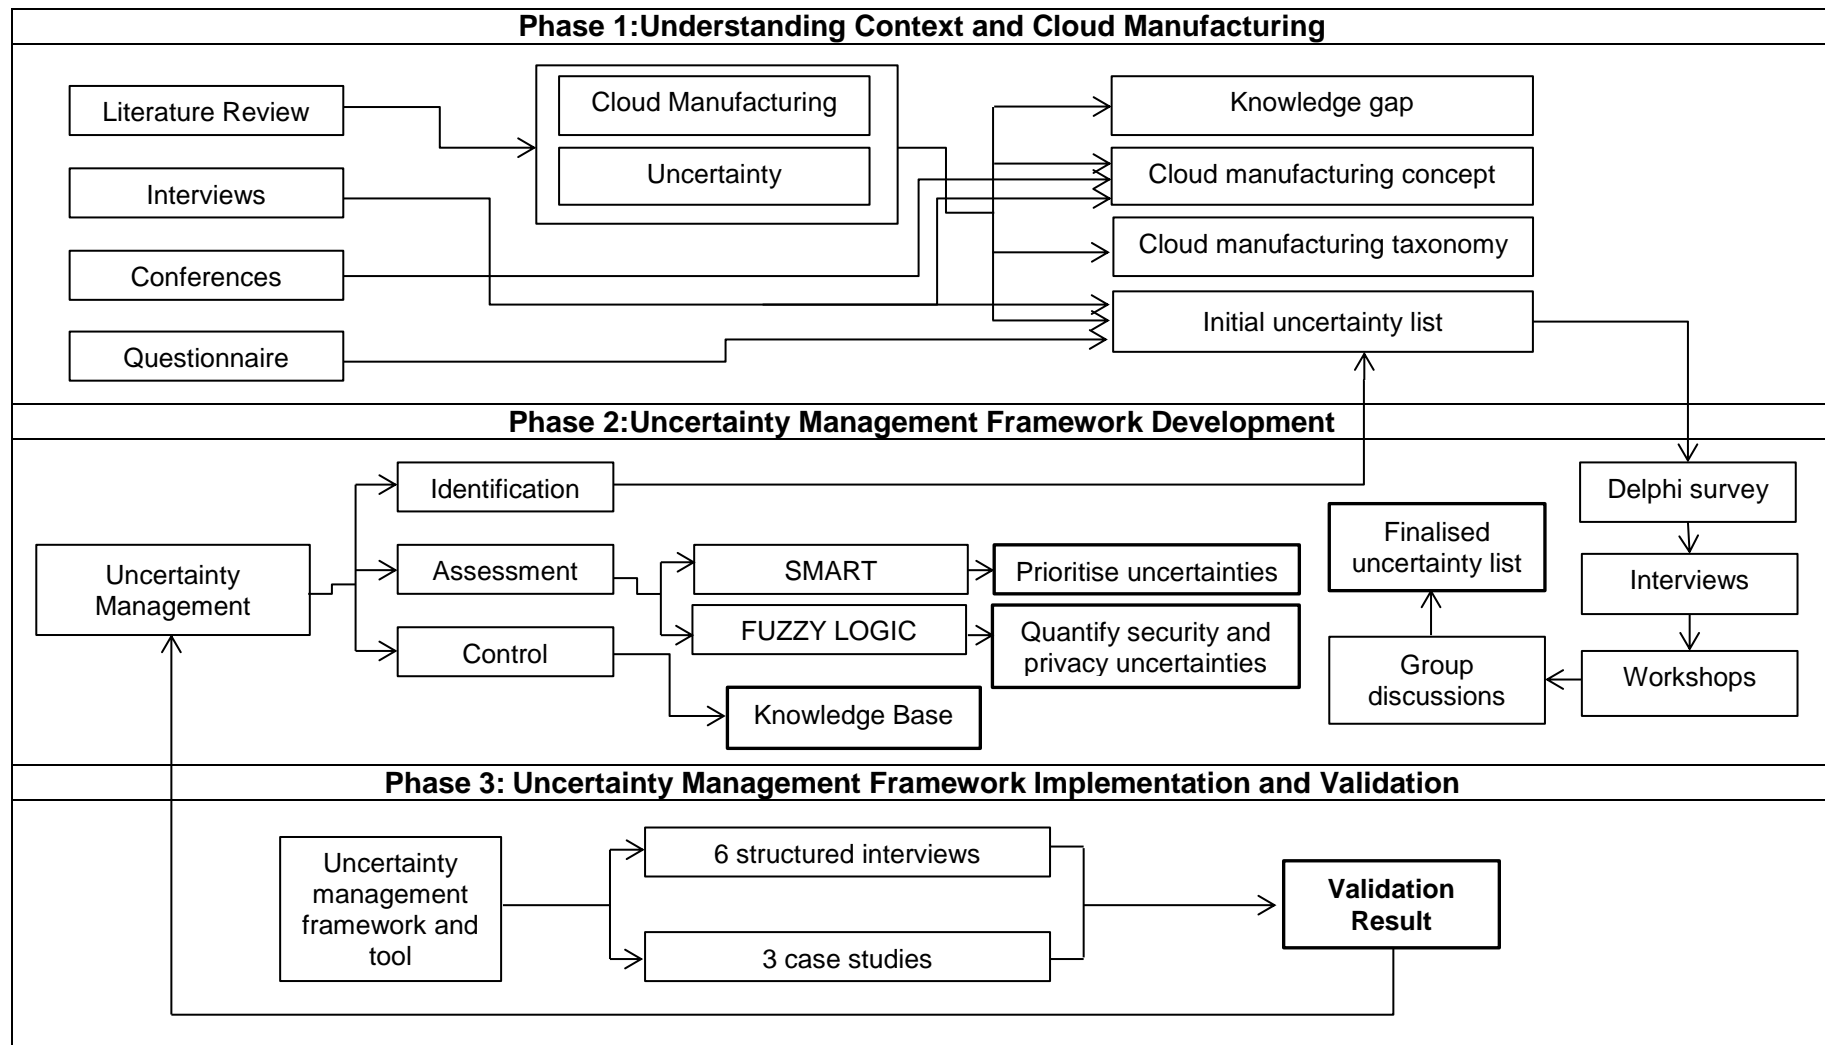 Phase 1:Understanding Context and Cloud Manufacturing
Literature Review
Interviews
Conferences
Questionnaire
Cloud Manufacturing
Uncertainty
Knowledge gap
Cloud manufacturing concept
Cloud manufacturing taxonomy
Initial uncertainty list
Phase 2:Uncertainty Management Framework Development
Uncertainty
Management
Identification
Assessment
Control
SMART
FUZZY LOGIC
Knowledge Base
Prioritise uncertainties
Quantify security and
privacy uncertainties
Delphi survey
Interviews
Workshops
Group
discussions
Finalised
uncertainty list
Phase 3: Uncertainty Management Framework Implementation and Validation
Uncertainty
management
framework and
tool
6 structured interviews
3 case studies
Validation
Result